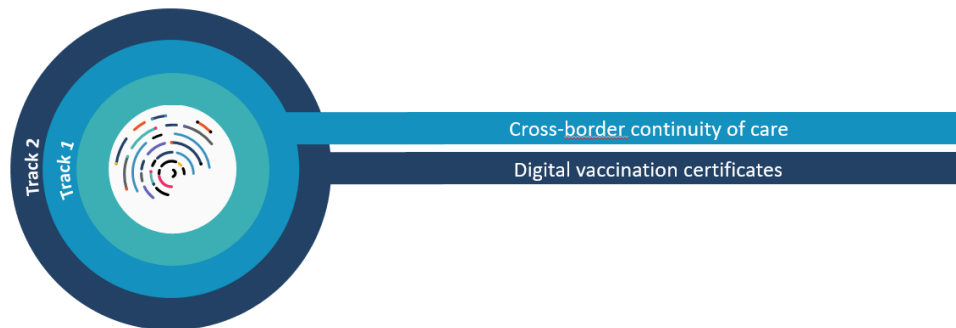 Track 2
Track 1
Cross-border continuity of care
Digital vaccination certificates